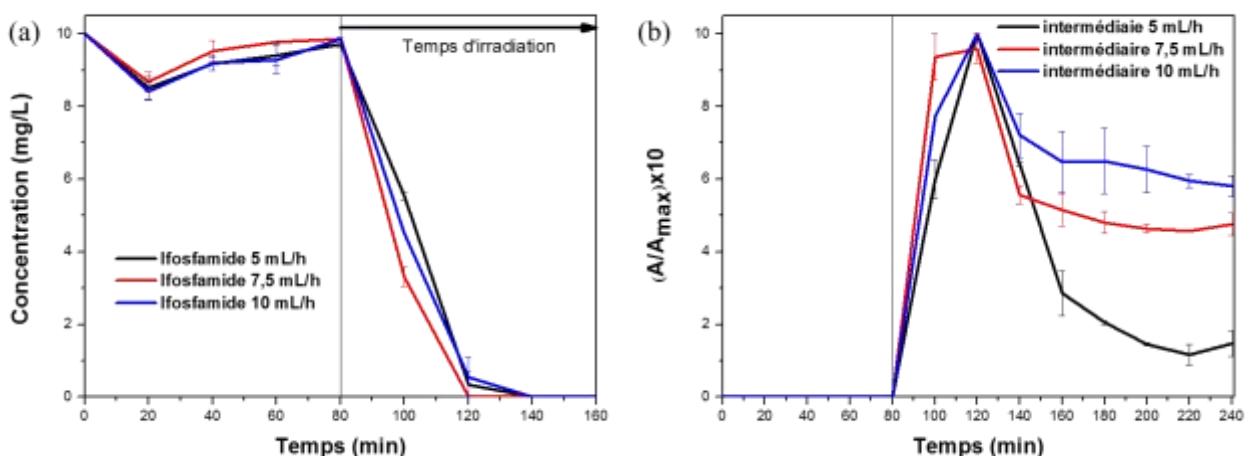 (a)
10
8
6
4
2
0
Concentration (mg/L)
Temps d'irradiation
Ifosfamide 5 mL/h
Ifosfamide 7,5 mL/h
Ifosfamide 10 mL/h
0 20 40 60 80 100 120 140 160
Temps (min)
(b)
10
8
6
4
2
0
(A/Amax)x10
intermédiaie 5 mL/h
intermédiaire 7,5 mL/h
intermédiaire 10 mL/h
0 20 40 60 80 100 120 140 160 180 200 220 240
Temps (min)